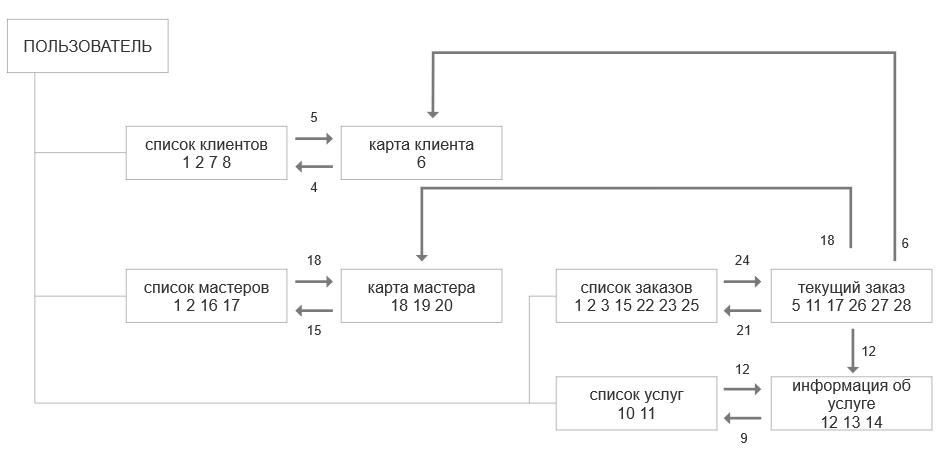 ПОЛЬЗОВАТЕЛЬ
5
список клиентов
1 2 7 8
карта клиента
6
4
18
6
18
24
список мастеров
1 2 16 17
карта мастера
18 19 20
список заказов
1 2 3 15 22 23 25
текущий заказ
5 11 17 26 27 28
15
21
12
12
список услуг
10 11
информация об
услуге
12 13 14
9